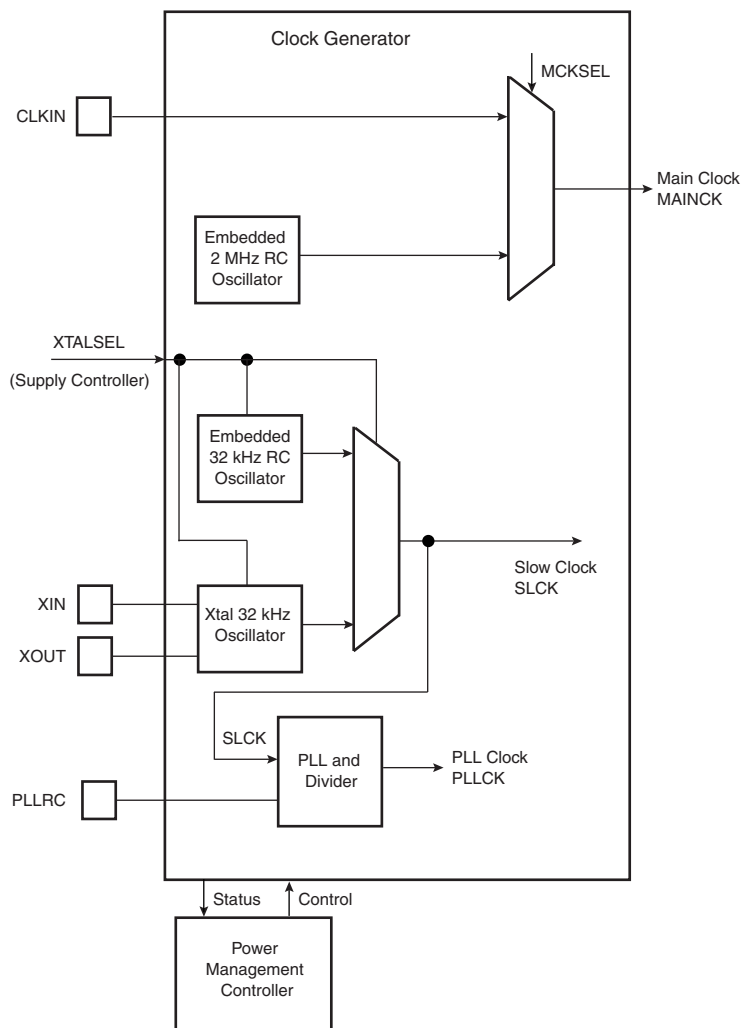 Clock Generator
MCKSEL
CLKIN
Main Clock
MAINCK
Embedded
2 MHz RC
Oscillator
XTALSEL
(Supply Controller)
Embedded
32 kHz RC
Oscillator
Slow Clock
SLCK
XIN
Xtal 32 kHz
Oscillator
XOUT
SLCK
PLL and
Divider
PLL Clock
PLLCK
PLLRC
Status
Control
Power
Management
Controller